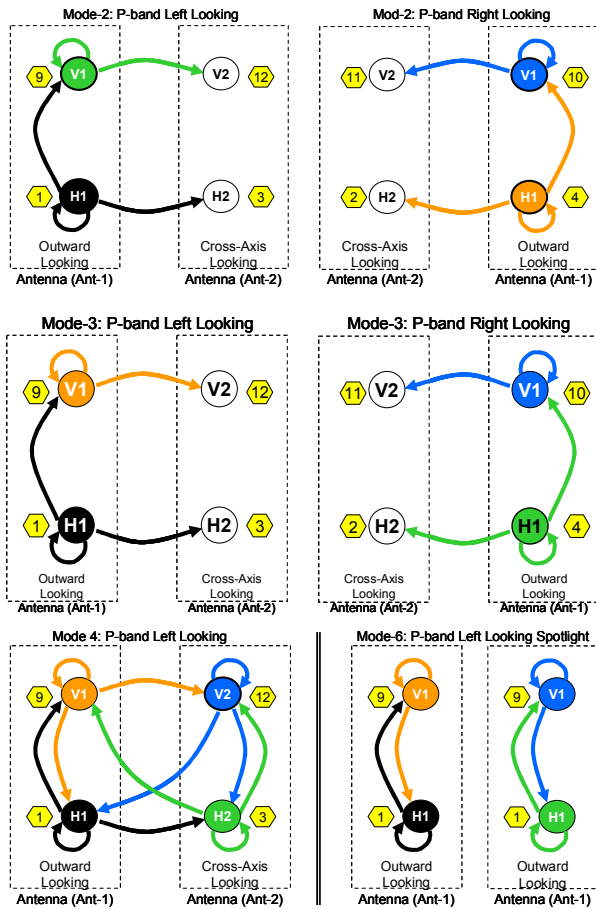 Mode-2: P-band Left Looking
9
V1
V2
12
1
H1
H2
3
Outward
Looking
Cross-Axis
Looking
Antenna (Ant-1)
Antenna (Ant-2)
Mod-2: P-band Right Looking
11
V2
V1
10
2
H2
H1
4
Cross-Axis
Looking
Outward
Looking
Antenna (Ant-2)
Antenna (Ant-1)
Mode-3: P-band Left Looking
9
V1
V2
12
1
H1
H2
3
Outward
Looking
Cross-Axis
Looking
Antenna (Ant-1)
Antenna (Ant-2)
Mode-3: P-band Right Looking
11
V2
V1
10
2
H2
H1
4
Cross-Axis
Looking
Outward
Looking
Antenna (Ant-2)
Antenna (Ant-1)
Mode 4: P-band Left Looking
9
V1
V2
12
1
H1
H2
3
Outward
Looking
Cross-Axis
Looking
Antenna (Ant-1)
Antenna (Ant-2)
Mode-6: P-band Left Looking Spotlight
9
V1
9
V1
1
H1
1
H1
Outward
Looking
Outward
Looking
Antenna (Ant-1)
Antenna (Ant-1)